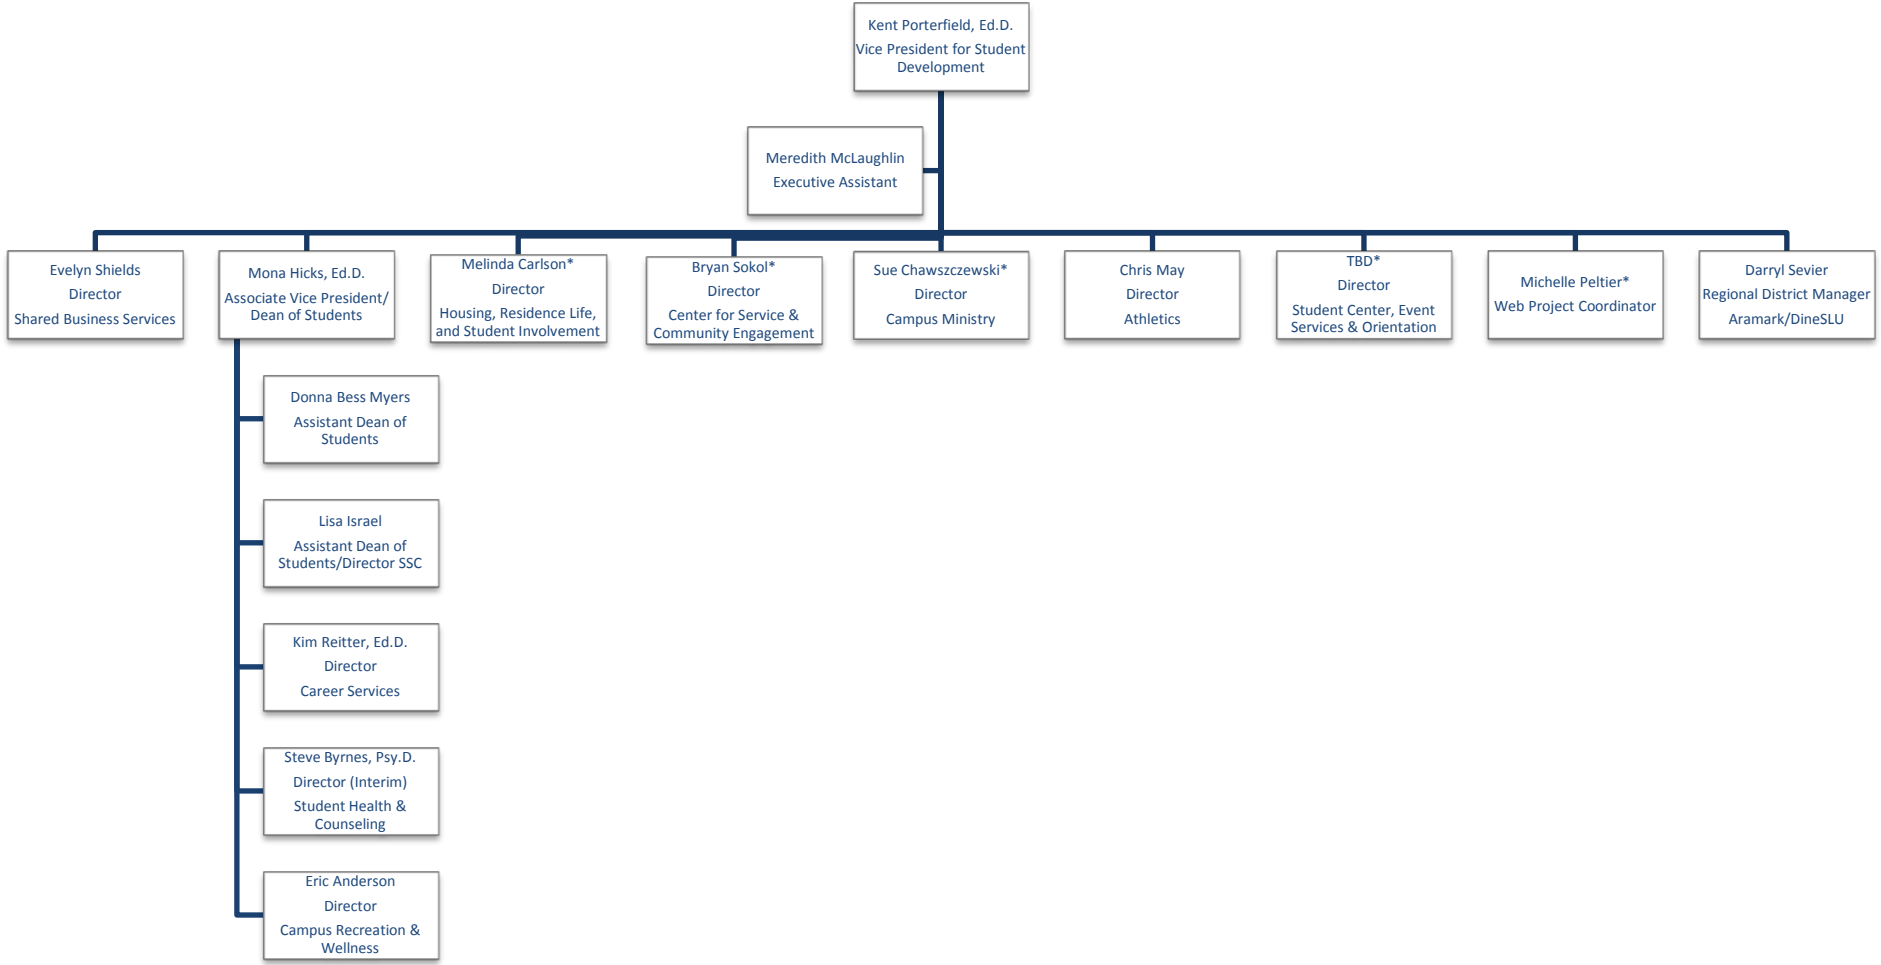 Kent Porterfield, Ed.D.
Vice President for Student
Development
Meredith McLaughlin
Executive Assistant
Evelyn Shields
Director
Shared Business Services
Mona Hicks, Ed.D.
Associate Vice President/
Dean of Students
Melinda Carlson*
Director
Housing, Residence Life,
and Student Involvement
Bryan Sokol*
Director
Center for Service &
Community Engagement
Sue Chawszczewski*
Director
Campus Ministry
Chris May
Director
Athletics
TBD*
Director
Student Center, Event
Services & Orientation
Michelle Peltier*
Web Project Coordinator
Darryl Sevier
Regional District Manager
Aramark/DineSLU
Donna Bess Myers
Assistant Dean of
Students
Lisa Israel
Assistant Dean of
Students/Director SSC
Kim Reitter, Ed.D.
Director
Career Services
Steve Byrnes, Psy.D.
Director (Interim)
Student Health &
Counseling
Eric Anderson
Director
Campus Recreation &
Wellness